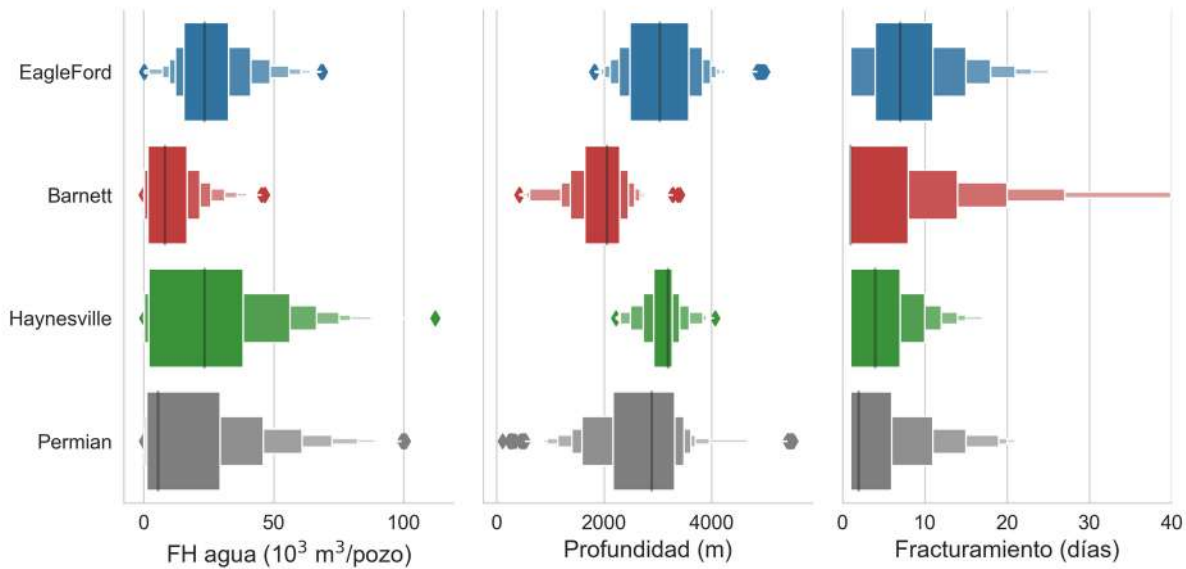 EagleFord
Barnett
Haynesville
Permian
0 50 100
FH agua (10³ m³/pozo)
0 2000 4000
Profundidad (m)
0 10 20 30 40
Fracturamiento (días)